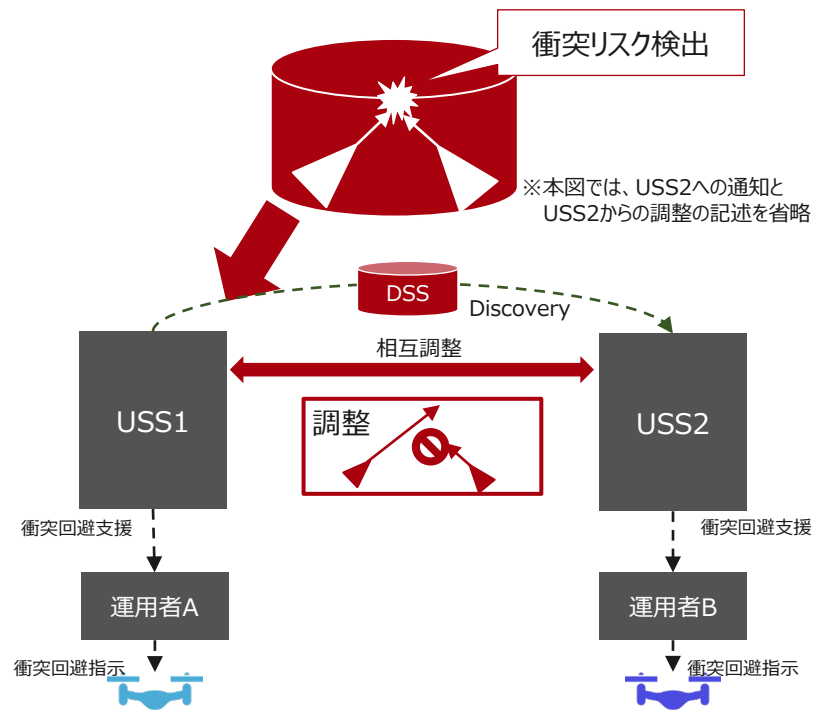 衝突リスク検出
※本図では、USS2への通知と
USS2からの調整の記述を省略
DSS
Discovery
相互調整
USS1
調整
USS2
衝突回避支援
衝突回避支援
運用者A
運用者B
衝突回避指示
衝突回避指示